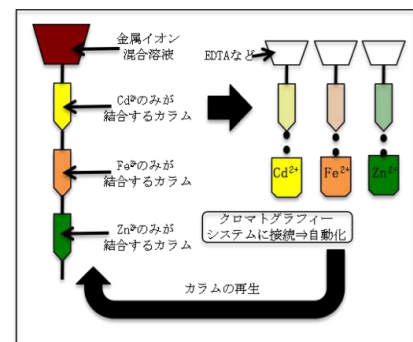 金属イオン
混合溶液
EDTAなど
Cd²⁺のみが
結合するカラム
Fe²⁺のみが
結合するカラム
Zn²⁺のみが
結合するカラム
Cd²⁺
Fe²⁺
Zn²⁺
クロマトグラフィー
システムに接続⇒自動化
カラムの再生